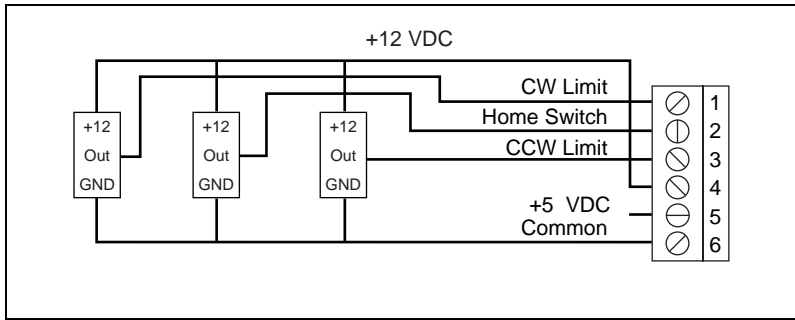 +12 VDC
CW Limit
1
Home Switch
2
+12
+12
+12
CCW Limit
3
Out
Out
Out
4
GND
GND
GND
+5 VDC
5
Common
6